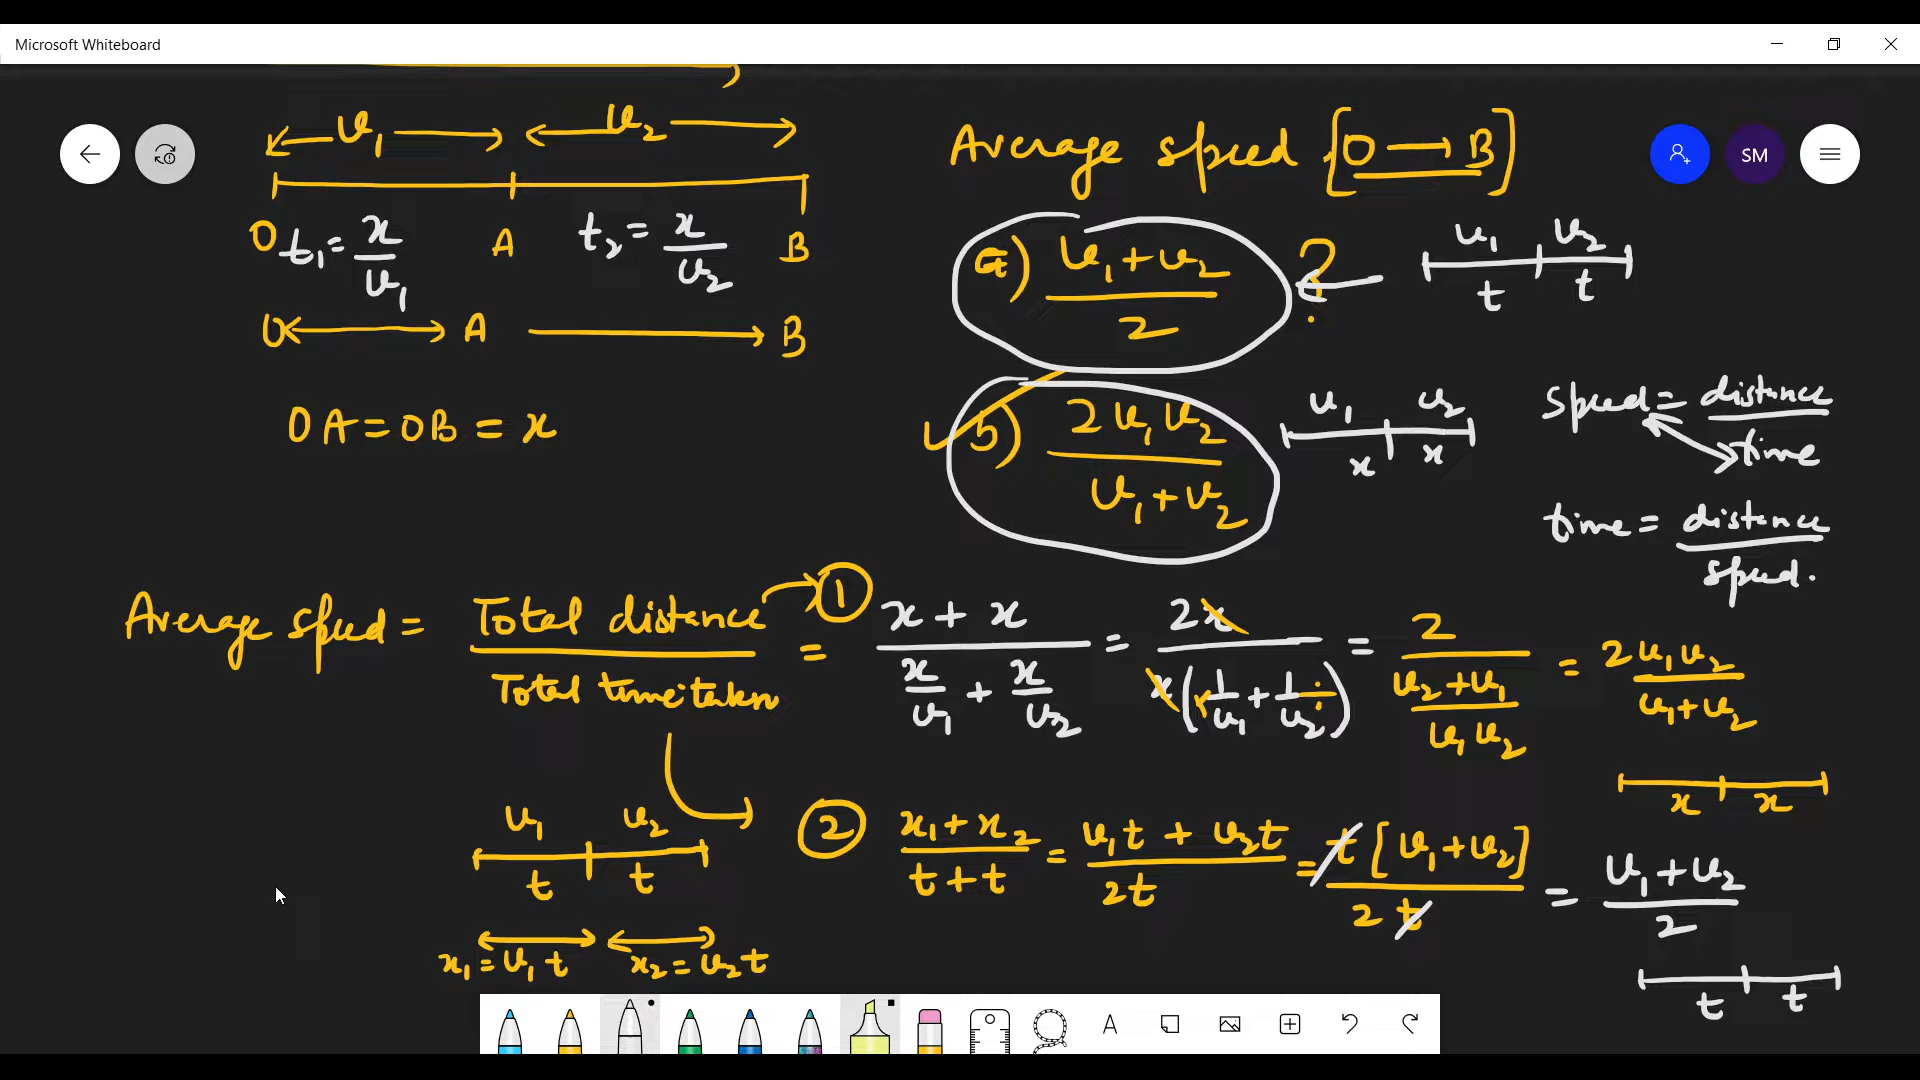 Microsoft Whiteboard
v₁ v₂
O A B
t₁ = x/v₁ t₂ = x/v₂
O A B
OA = OB = x
Average speed [O → B]
SM
a) (v₁ + v₂)/2 ?
v₁ v₂
t t
b) 2v₁v₂/(v₁ + v₂)
v₁ v₂
x x
speed = distance/time
time = distance/speed.
Average speed = Total distance/Total time taken = ① (x + x)/(x/v₁ + x/v₂) = 2x/(x(1/v₁ + 1/v₂)) = 2/((v₂ + v₁)/(v₁v₂)) = 2v₁v₂/(v₁ + v₂)
x x
v₁ v₂
t t
x₁ = v₁t x₂ = v₂t
② (x₁ + x₂)/(t + t) = (v₁t + v₂t)/2t = t[v₁ + v₂]/2t = (v₁ + v₂)/2
t t
A